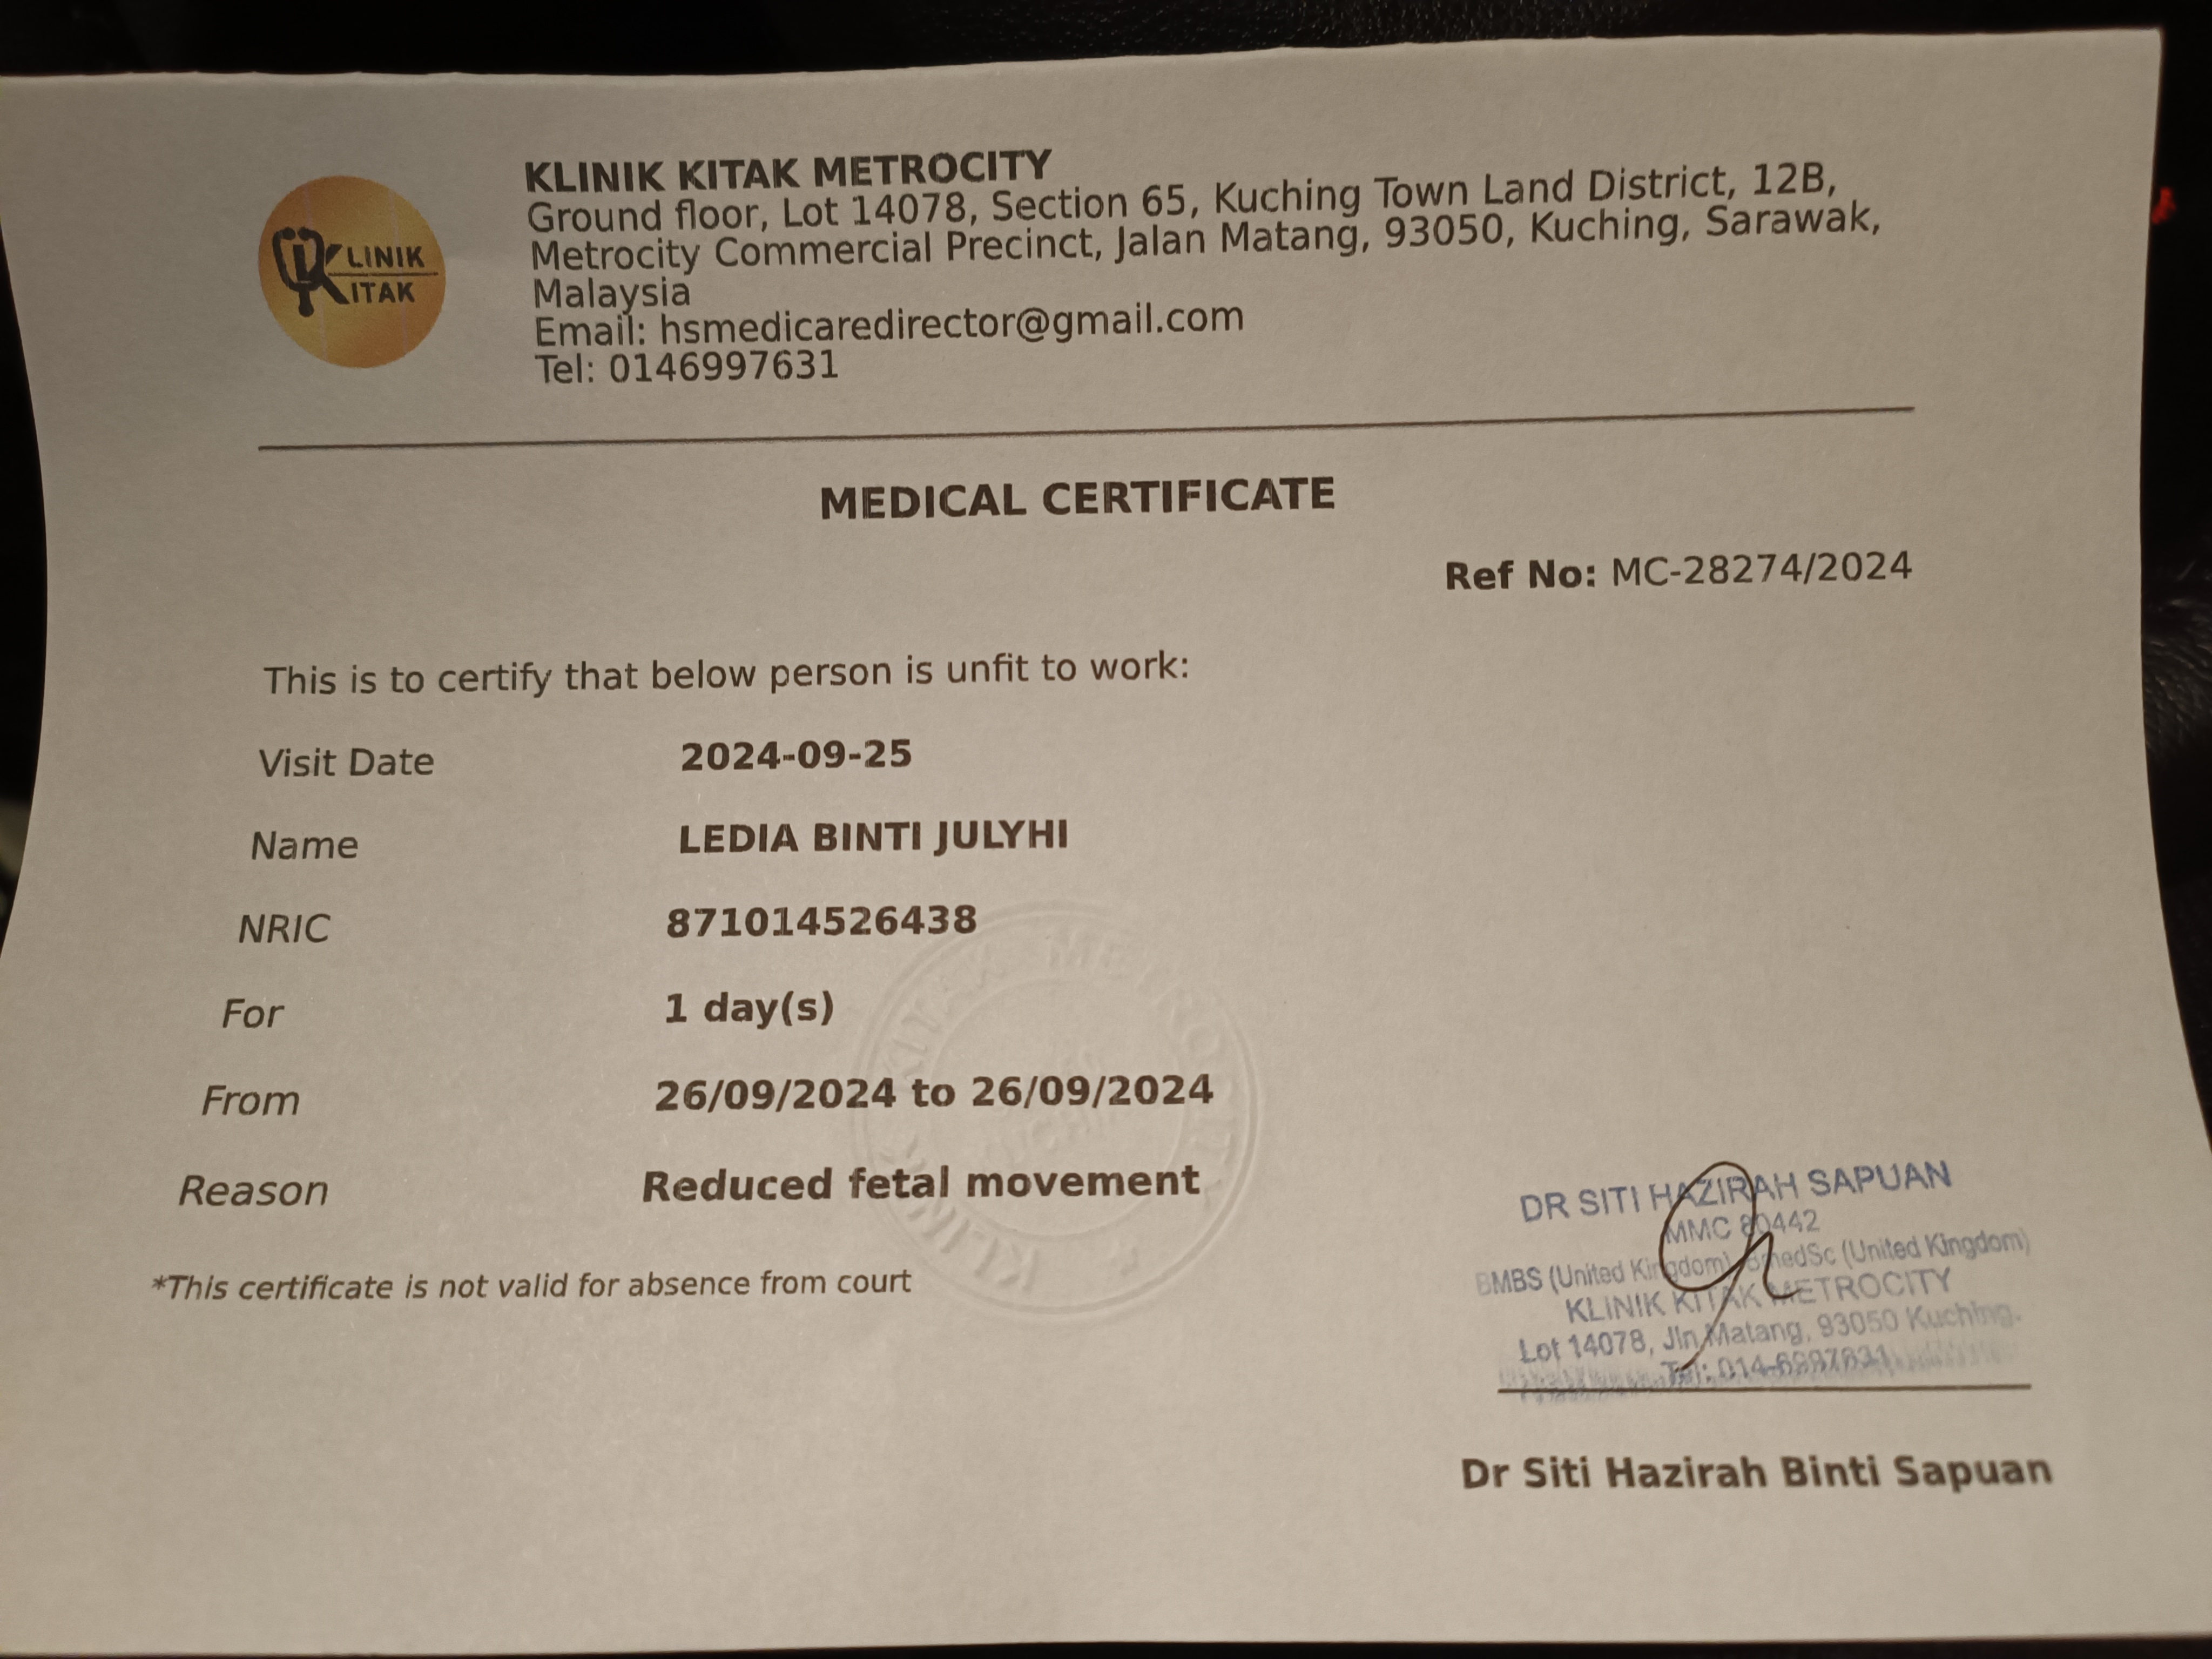 KLINIK KITAK
KLINIK KITAK METROCITY
Ground floor, Lot 14078, Section 65, Kuching Town Land District, 12B,
Metrocity Commercial Precinct, Jalan Matang, 93050, Kuching, Sarawak,
Malaysia
Email: hsmedicaredirector@gmail.com
Tel: 0146997631
MEDICAL CERTIFICATE
Ref No: MC-28274/2024
This is to certify that below person is unfit to work:
Visit Date 2024-09-25
Name LEDIA BINTI JULYHI
NRIC 871014526438
For 1 day(s)
From 26/09/2024 to 26/09/2024
Reason Reduced fetal movement
*This certificate is not valid for absence from court
KLINIK KITAK METROCITY
DR SITI HAZIRAH SAPUAN
MMC 80442
BMBS (United Kingdom) (United Kingdom)
KLINIK KITAK METROCITY
Lot 14078, Jln Matang, 93050 Kuching.
Tel: 014-6997631
Dr Siti Hazirah Binti Sapuan